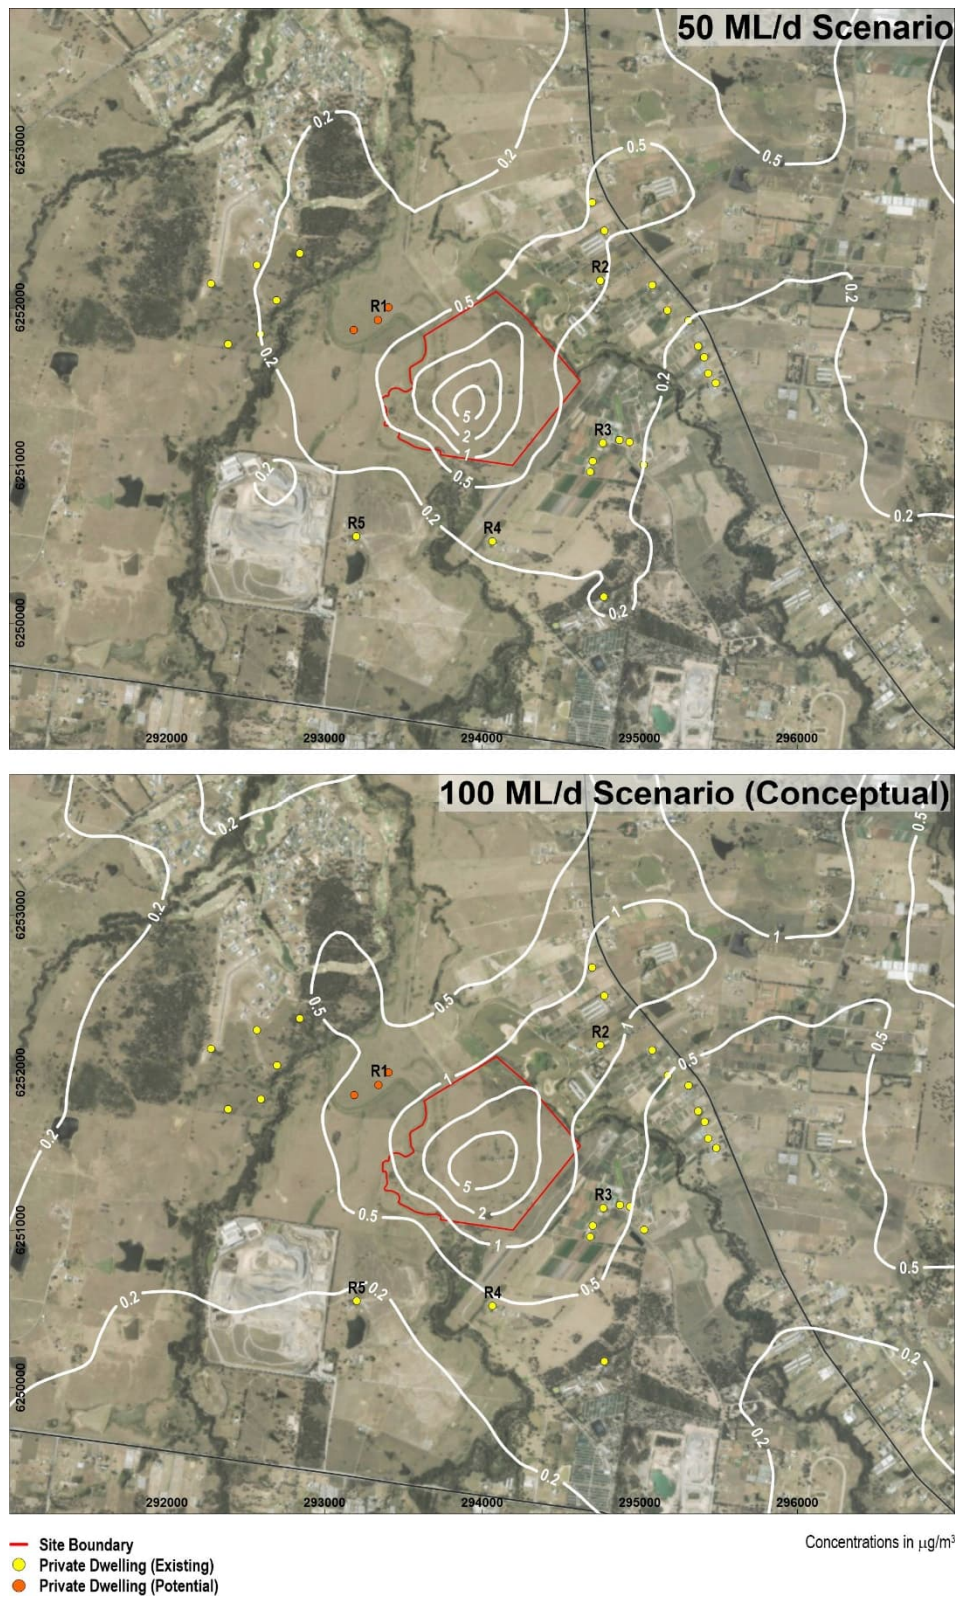 50 ML/d Scenario
0.2
0.2
0.5
0.5
R2
R1
0.5
0.2
0.2
0.2
5
2
1
0.5
R3
0.2
0.2
0.2
R5
R4
0.2
6253000
6252000
6251000
6250000
292000 293000 294000 295000 296000
100 ML/d Scenario (Conceptual)
0.2
0.5
0.2
1
1
0.5
0.5
R2
1
0.5
0.5
R1
1
0.2
5
2
R3
0.5
1
0.5
R5
0.2
0.2
R4
0.5
0.2
0.2
0.2
6253000
6252000
6251000
6250000
292000 293000 294000 295000 296000
Site Boundary
Private Dwelling (Existing)
Private Dwelling (Potential)
Concentrations in µg/m³